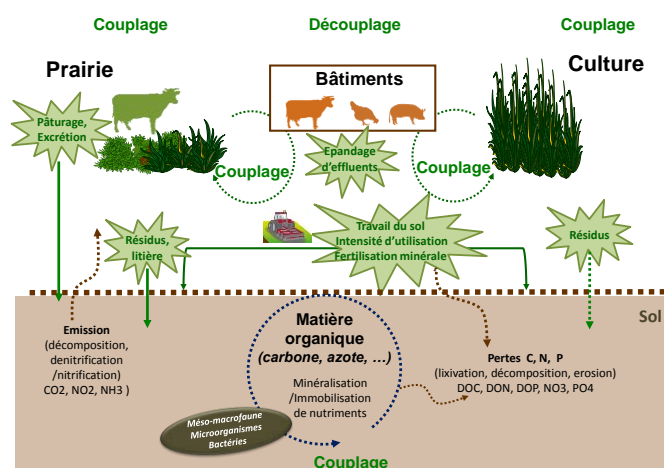 Couplage
Découplage
Couplage
Prairie
Bâtiments
Culture
Pâturage,
Excrétion
Couplage
Epandage
d'effluents
Couplage
Résidus,
litière
Travail du sol
Intensité d'utilisation
Fertilisation minérale
Résidus
Sol
Emission
(décomposition,
denitrification
/nitrification)
CO2, NO2, NH3 )
Matière
organique
(carbone, azote, …)
Minéralisation
/Immobilisation
de nutriments
Pertes C, N, P
(lixivation, décomposition, erosion)
DOC, DON, DOP, NO3, PO4
Méso-macrofaune
Microorganismes
Bactéries
Couplage